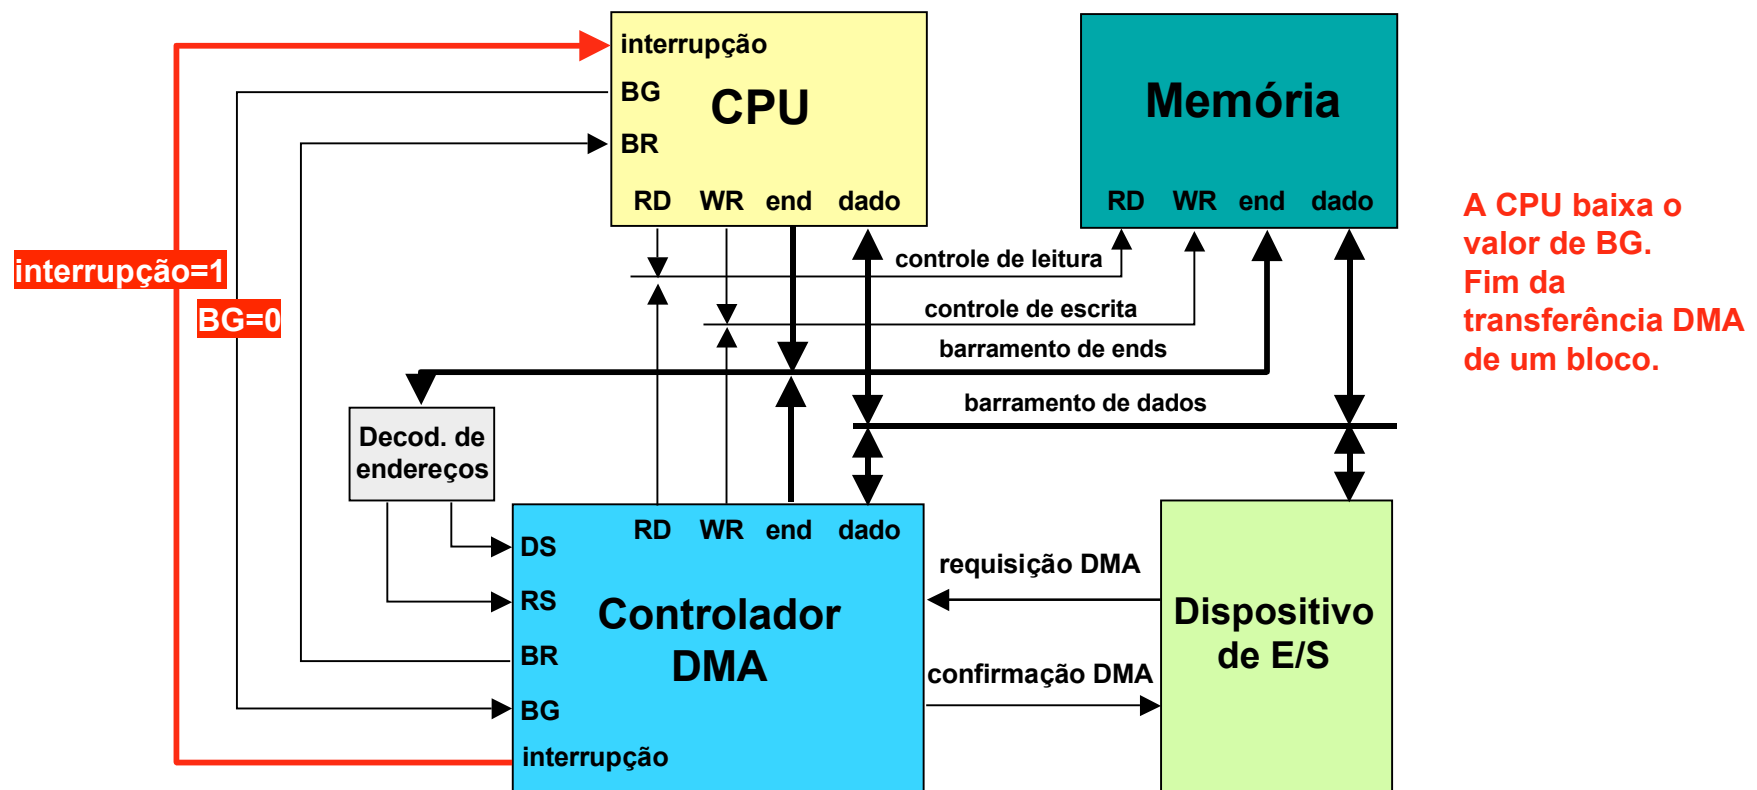 interrupção
BG
CPU
BR
RD WR end dado
Memória
RD WR end dado
A CPU baixa o
valor de BG.
Fim da
transferência DMA
de um bloco.
interrupção=1
BG=0
controle de leitura
controle de escrita
barramento de ends
barramento de dados
Decod. de
endereços
RD WR end dado
DS
RS
BR
BG
interrupção
Controlador
DMA
requisição DMA
confirmação DMA
Dispositivo
de E/S